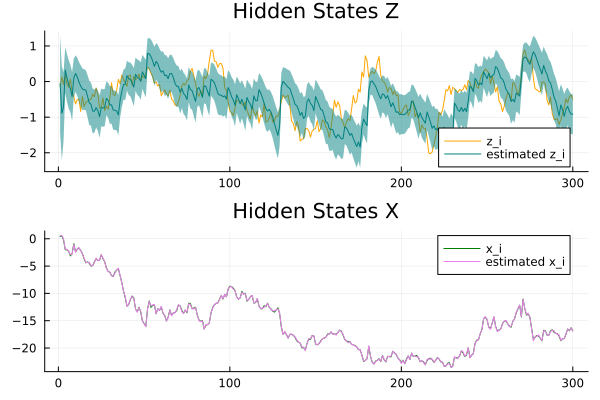 Hidden States Z
1
0
−1
−2
z_i
estimated z_i
0
100
200
300
Hidden States X
0
−5
−10
−15
−20
x_i
estimated x_i
0
100
200
300